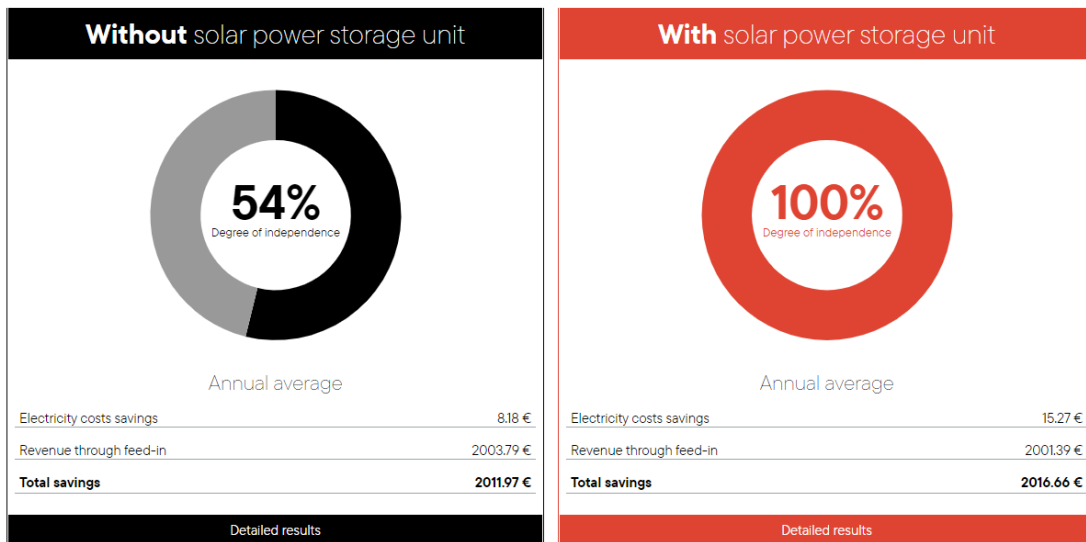 Without solar power storage unit
54%
Degree of independence
Annual average
Electricity costs savings 8.18 €
Revenue through feed-in 2003.79 €
Total savings 2011.97 €
Detailed results
With solar power storage unit
100%
Degree of independence
Annual average
Electricity costs savings 15.27 €
Revenue through feed-in 2001.39 €
Total savings 2016.66 €
Detailed results